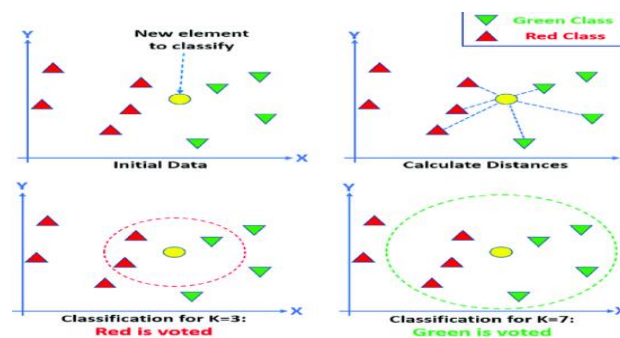 Y
New element
to classify
X
Initial Data
Green Class
Red Class
Y
X
Calculate Distances
Y
X
Classification for K=3:
Red is voted
Y
X
Classification for K=7:
Green is voted